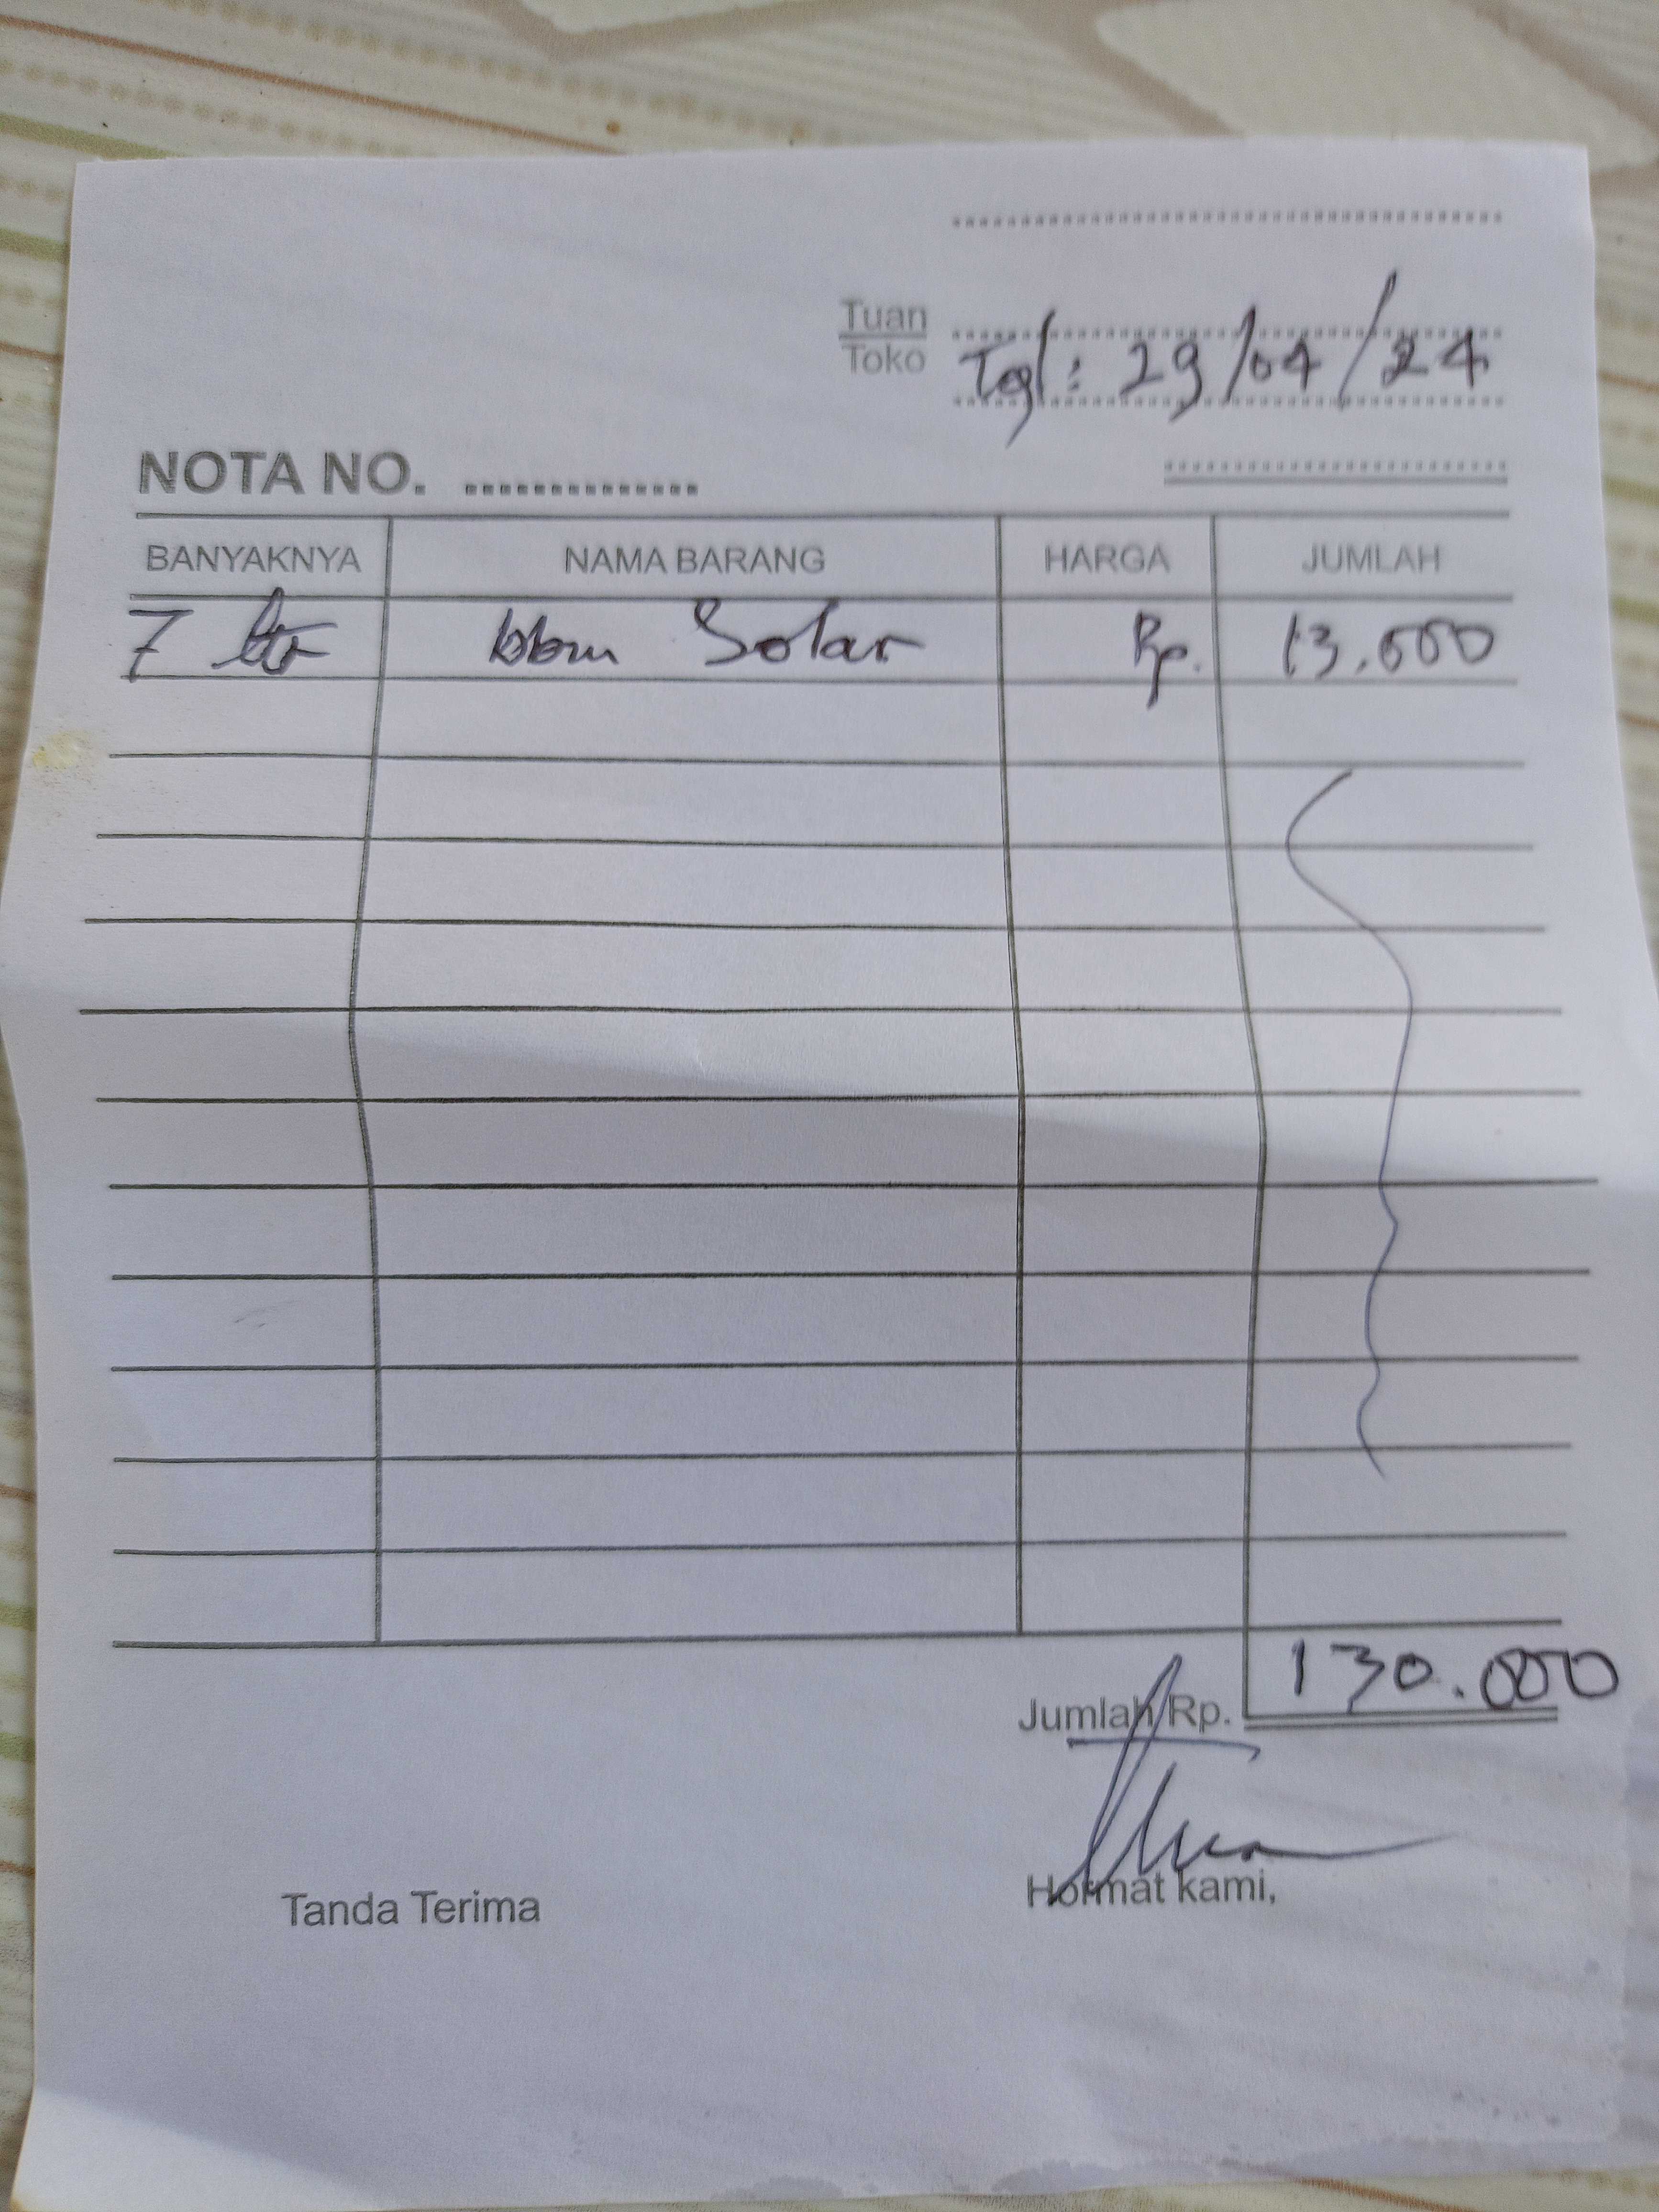 Tuan
Toko
Tgl: 29/04/24
NOTA NO. ..............
BANYAKNYA NAMA BARANG HARGA JUMLAH
7 ltr bbm Solar Rp. 13.000
Jumlah Rp. 130.000
Tanda Terima Hormat kami,